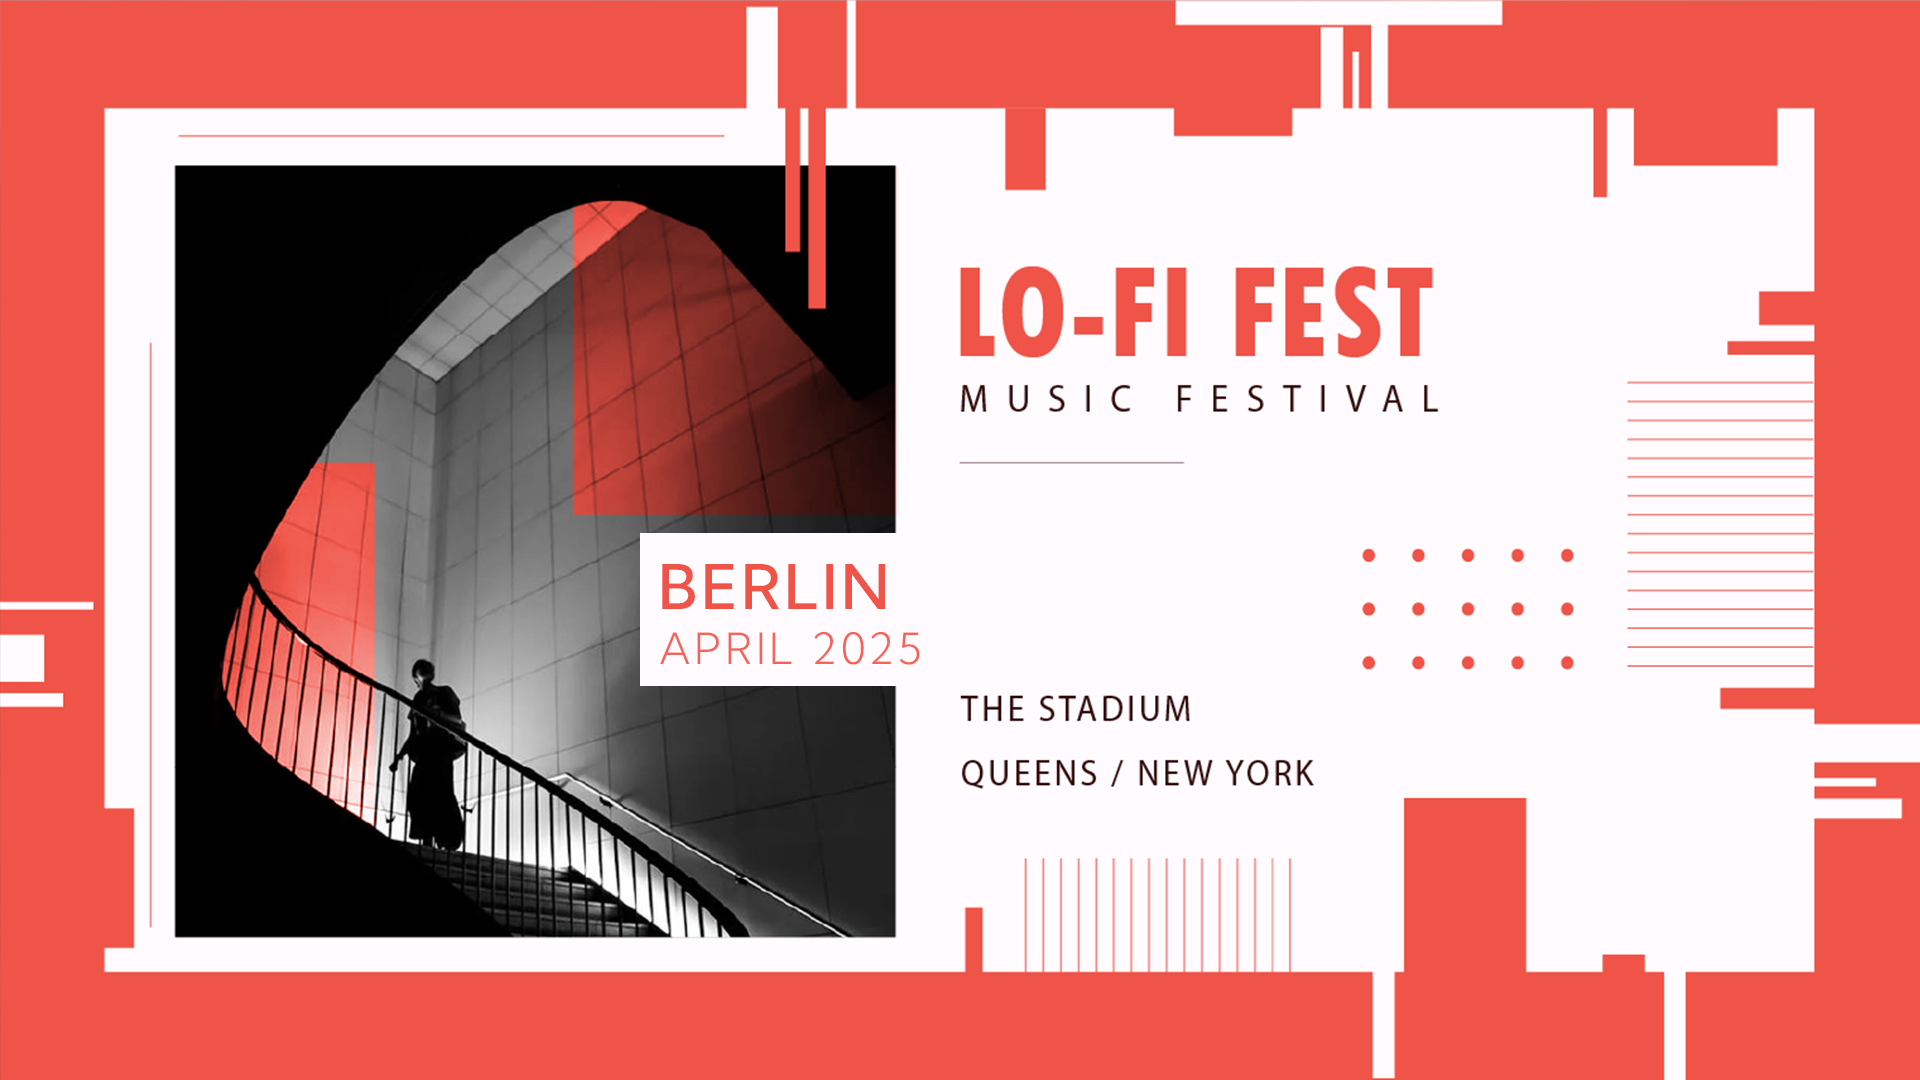 LO-FI FEST
MUSIC FESTIVAL
BERLIN
APRIL 2025
THE STADIUM
QUEENS / NEW YORK